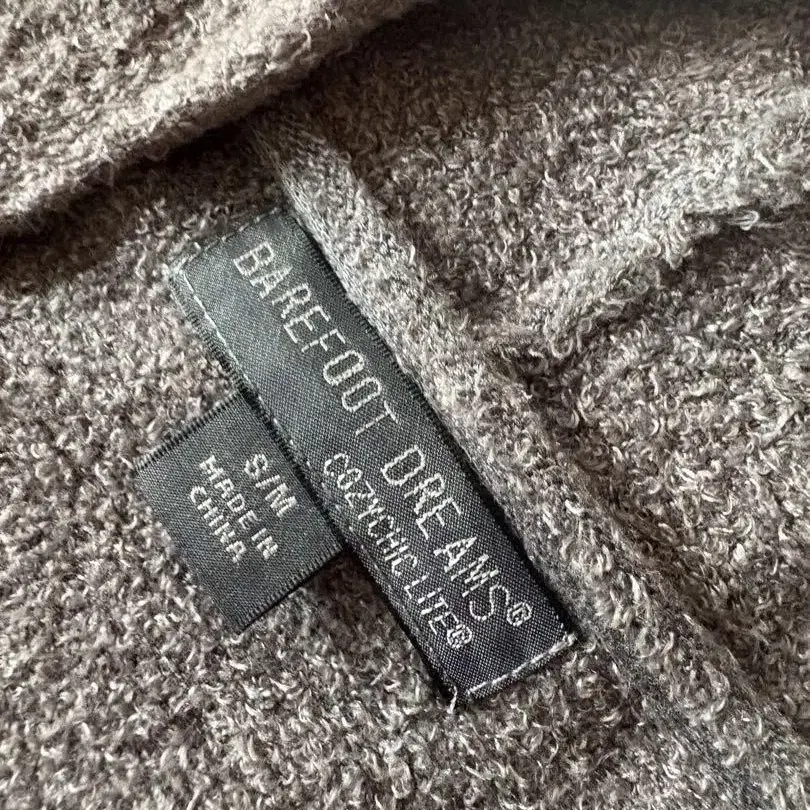 BAREFOOT DREAMS®
COZYCHIC LITE®
S/M
MADE IN
CHINA